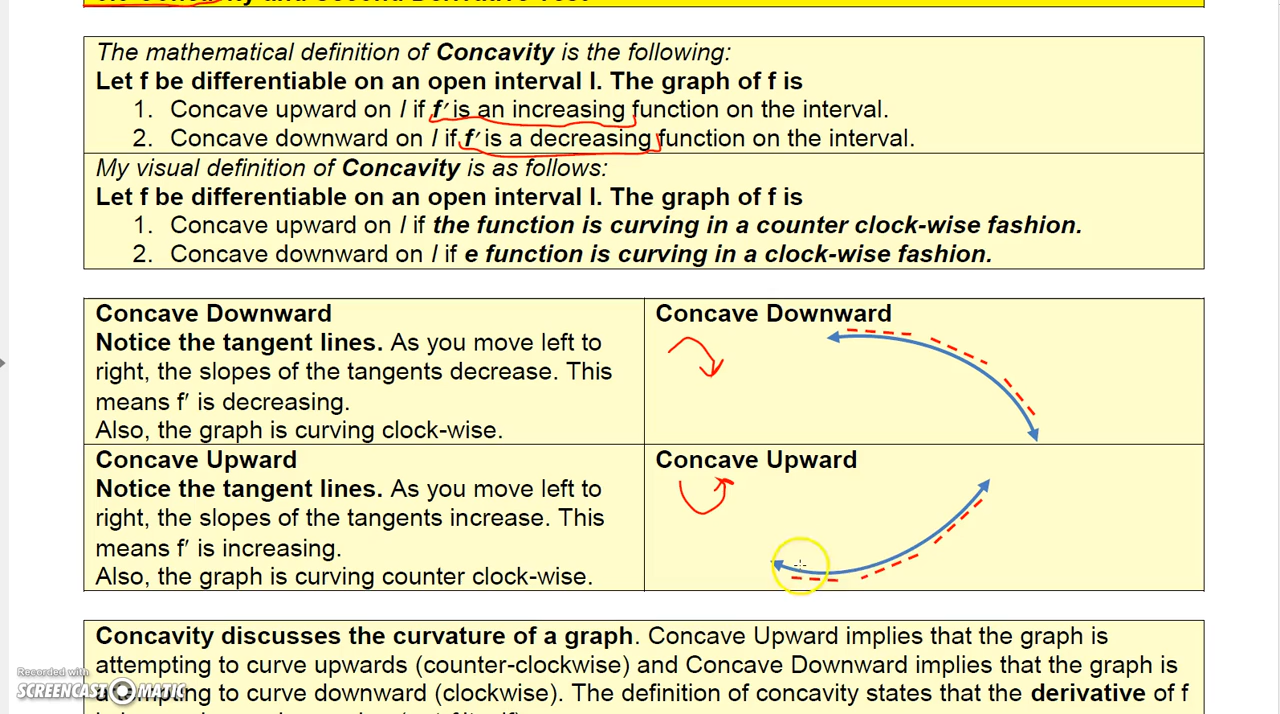 and Second Derivative Test
The mathematical definition of Concavity is the following:
Let f be differentiable on an open interval I. The graph of f is
1. Concave upward on I if f′ is an increasing function on the interval.
2. Concave downward on I if f′ is a decreasing function on the interval.
My visual definition of Concavity is as follows:
Let f be differentiable on an open interval I. The graph of f is
1. Concave upward on I if the function is curving in a counter clock-wise fashion.
2. Concave downward on I if e function is curving in a clock-wise fashion.
Concave Downward
Notice the tangent lines. As you move left to
right, the slopes of the tangents decrease. This
means f′ is decreasing.
Also, the graph is curving clock-wise.
Concave Downward
Concave Upward
Notice the tangent lines. As you move left to
right, the slopes of the tangents increase. This
means f′ is increasing.
Also, the graph is curving counter clock-wise.
Concave Upward
Concavity discusses the curvature of a graph. Concave Upward implies that the graph is
attempting to curve upwards (counter-clockwise) and Concave Downward implies that the graph is
attempting to curve downward (clockwise). The definition of concavity states that the derivative of f
Recorded with
SCREENCAST MATIC